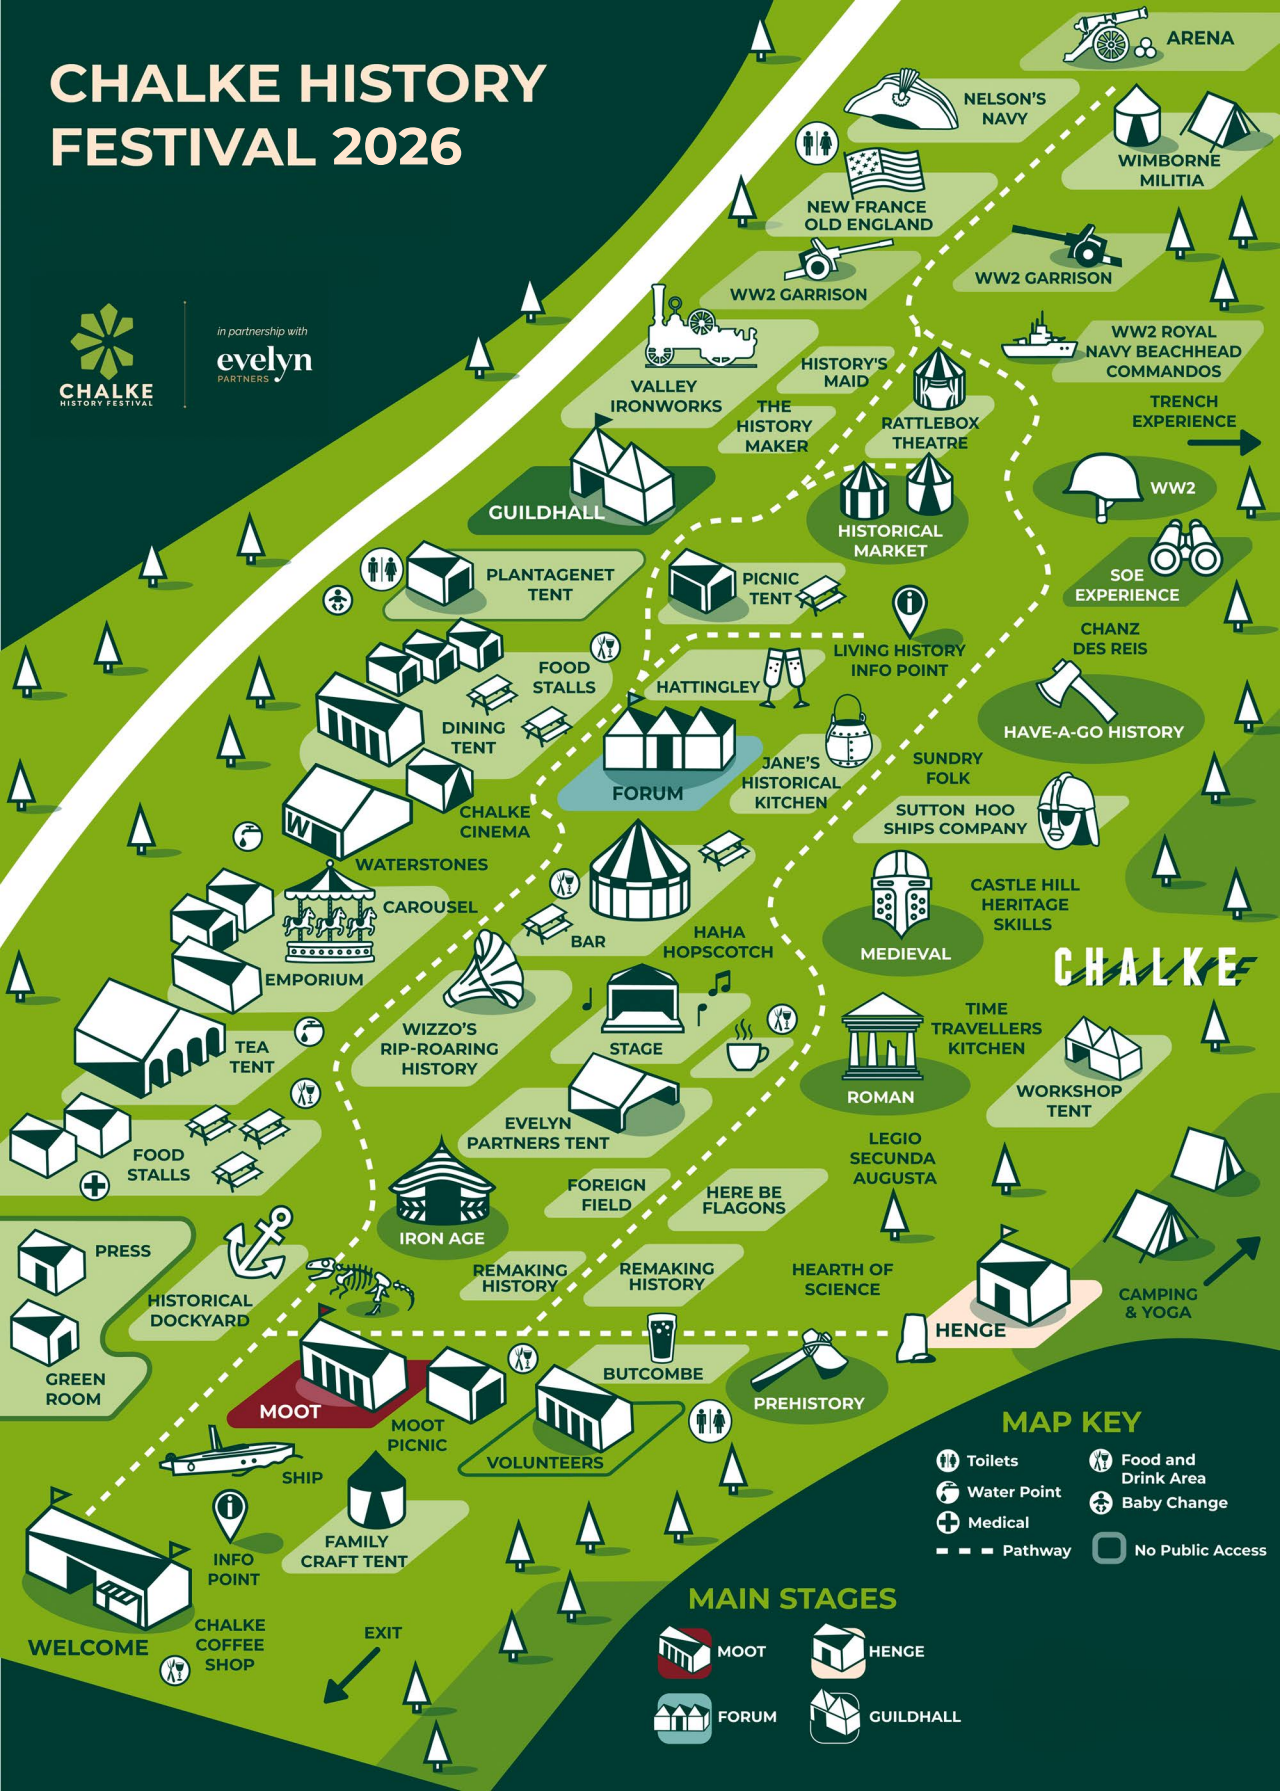 CHALKE HISTORY
FESTIVAL 2026
CHALKE
HISTORY FESTIVAL
in partnership with
evelyn
PARTNERS
ARENA
NELSON'S
NAVY
WIMBORNE
MILITIA
NEW FRANCE
OLD ENGLAND
WW2 GARRISON
WW2 GARRISON
WW2 ROYAL
NAVY BEACHHEAD
COMMANDOS
VALLEY
IRONWORKS
HISTORY'S
MAID
THE
HISTORY
MAKER
RATTLEBOX
THEATRE
TRENCH
EXPERIENCE
WW2
GUILDHALL
HISTORICAL
MARKET
SOE
EXPERIENCE
PLANTAGENET
TENT
PICNIC
TENT
CHANZ
DES REIS
LIVING HISTORY
INFO POINT
FOOD
STALLS
HATTINGLEY
HAVE-A-GO HISTORY
DINING
TENT
FORUM
JANE'S
HISTORICAL
KITCHEN
SUNDRY
FOLK
CHALKE
CINEMA
W
SUTTON HOO
SHIPS COMPANY
WATERSTONES
CAROUSEL
CASTLE HILL
HERITAGE
SKILLS
BAR
HAHA
HOPSCOTCH
MEDIEVAL
CHALKE
EMPORIUM
WIZZO'S
RIP-ROARING
HISTORY
STAGE
TIME
TRAVELLERS
KITCHEN
TEA
TENT
ROMAN
WORKSHOP
TENT
EVELYN
PARTNERS TENT
LEGIO
SECUNDA
AUGUSTA
FOOD
STALLS
FOREIGN
FIELD
HERE BE
FLAGONS
IRON AGE
PRESS
REMAKING
HISTORY
REMAKING
HISTORY
HEARTH OF
SCIENCE
CAMPING
& YOGA
HISTORICAL
DOCKYARD
HENGE
GREEN
ROOM
BUTCOMBE
PREHISTORY
MOOT
MOOT
PICNIC
VOLUNTEERS
SHIP
FAMILY
CRAFT TENT
INFO
POINT
WELCOME
CHALKE
COFFEE
SHOP
EXIT
MAP KEY
Toilets
Food and
Drink Area
Water Point
Baby Change
Medical
Pathway
No Public Access
MAIN STAGES
MOOT
HENGE
FORUM
GUILDHALL